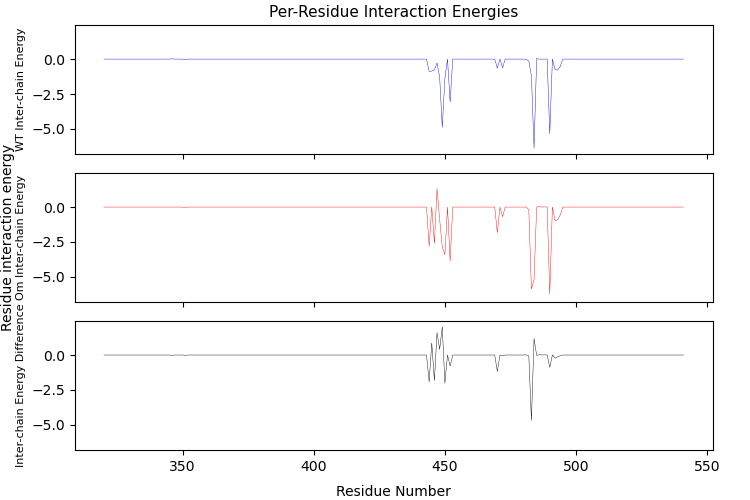 Per-Residue Interaction Energies
Residue interaction energy
WT Inter-chain Energy
0.0
−2.5
−5.0
Om Inter-chain Energy
0.0
−2.5
−5.0
Inter-chain Energy Difference
0.0
−2.5
−5.0
350
400
450
500
550
Residue Number